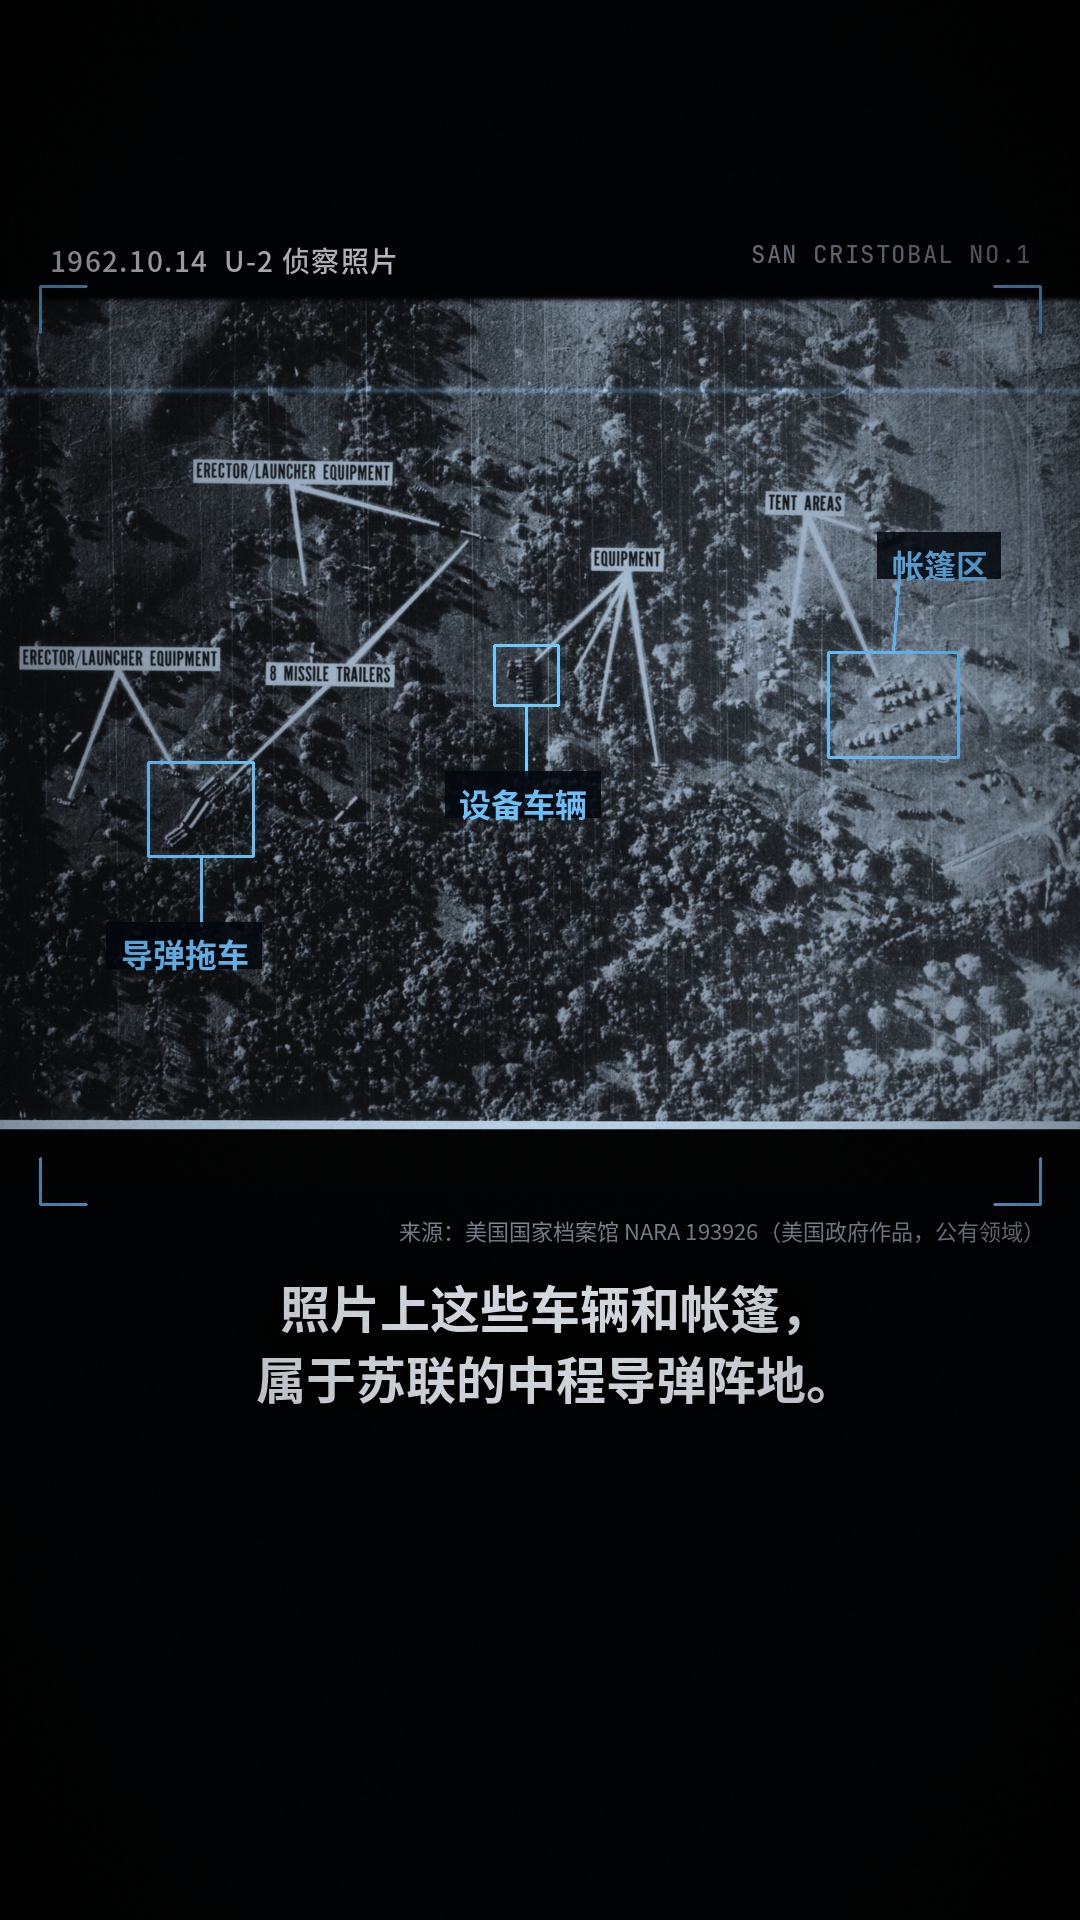 1962.10.14 U-2 侦察照片
SAN CRISTOBAL NO.1
ERECTOR/LAUNCHER EQUIPMENT
TENT AREAS
EQUIPMENT
帐篷区
ERECTOR/LAUNCHER EQUIPMENT
8 MISSILE TRAILERS
设备车辆
导弹拖车
来源：美国国家档案馆 NARA 193926（美国政府作品，公有领域）
照片上这些车辆和帐篷，
属于苏联的中程导弹阵地。